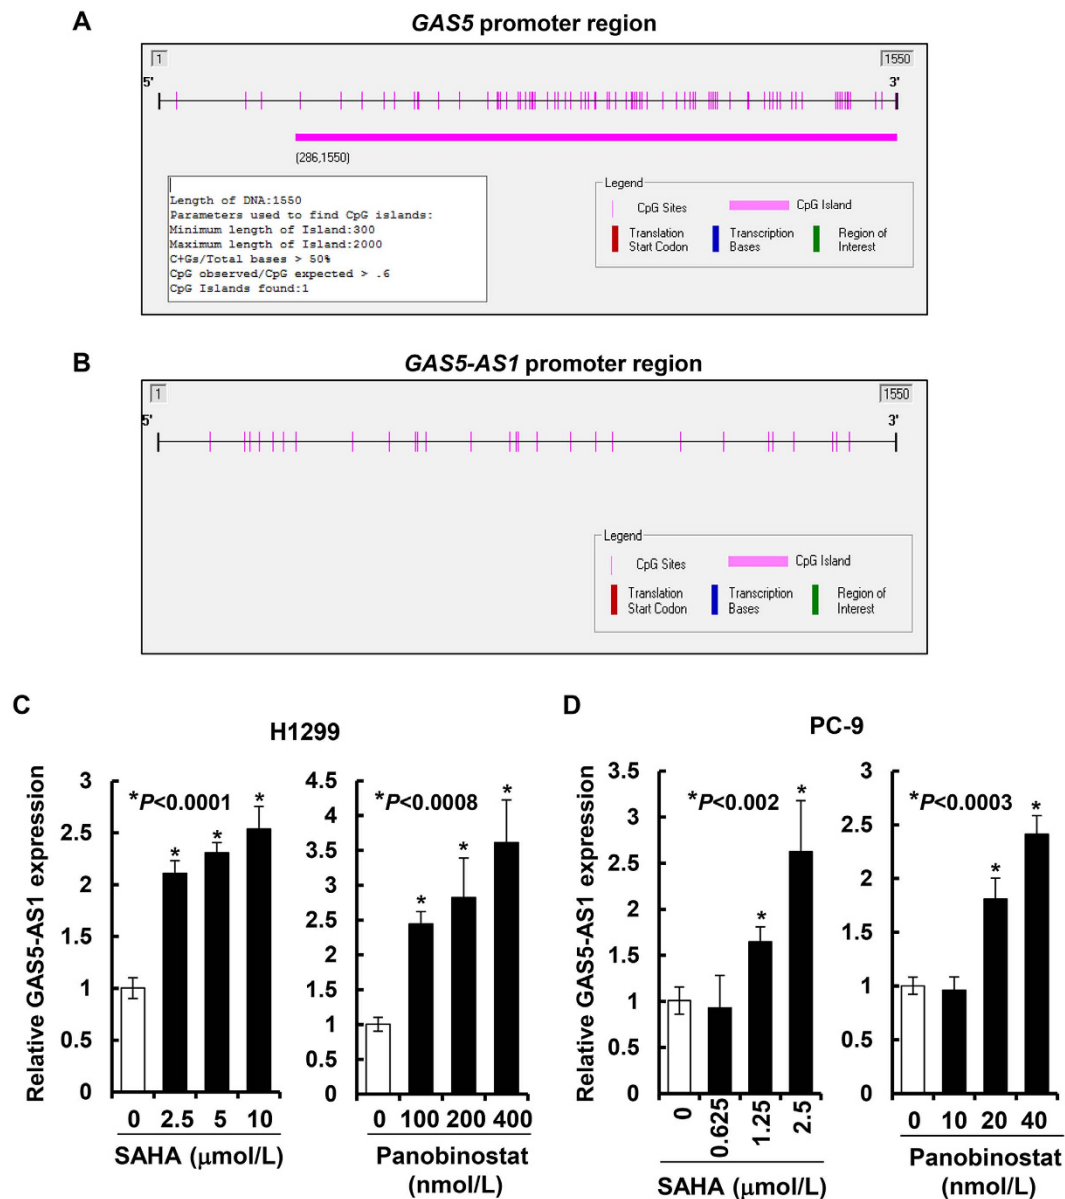 A
GAS5 promoter region
1
1550
5'
3'
(286,1550)
Length of DNA:1550
Parameters used to find CpG islands:
Minimum length of Island:300
Maximum length of Island:2000
C+Gs/Total bases > 50%
CpG observed/CpG expected > .6
CpG Islands found:1
Legend
CpG Sites
CpG Island
Translation
Start Codon
Transcription
Bases
Region of
Interest
B
GAS5-AS1 promoter region
1
1550
5'
3'
Legend
CpG Sites
CpG Island
Translation
Start Codon
Transcription
Bases
Region of
Interest
C
H1299
Relative GAS5-AS1 expression
3
2.5
2
1.5
1
0.5
0
*P<0.0001
*
*
*
0 2.5 5 10
SAHA (μmol/L)
4.5
4
3.5
3
2.5
2
1.5
1
0.5
0
*P<0.0008
*
*
*
0 100 200 400
Panobinostat
(nmol/L)
D
PC-9
Relative GAS5-AS1 expression
3.5
3
2.5
2
1.5
1
0.5
0
*P<0.002
*
*
0 0.625 1.25 2.5
SAHA (μmol/L)
3
2.5
2
1.5
1
0.5
0
*P<0.0003
*
*
0 10 20 40
Panobinostat
(nmol/L)